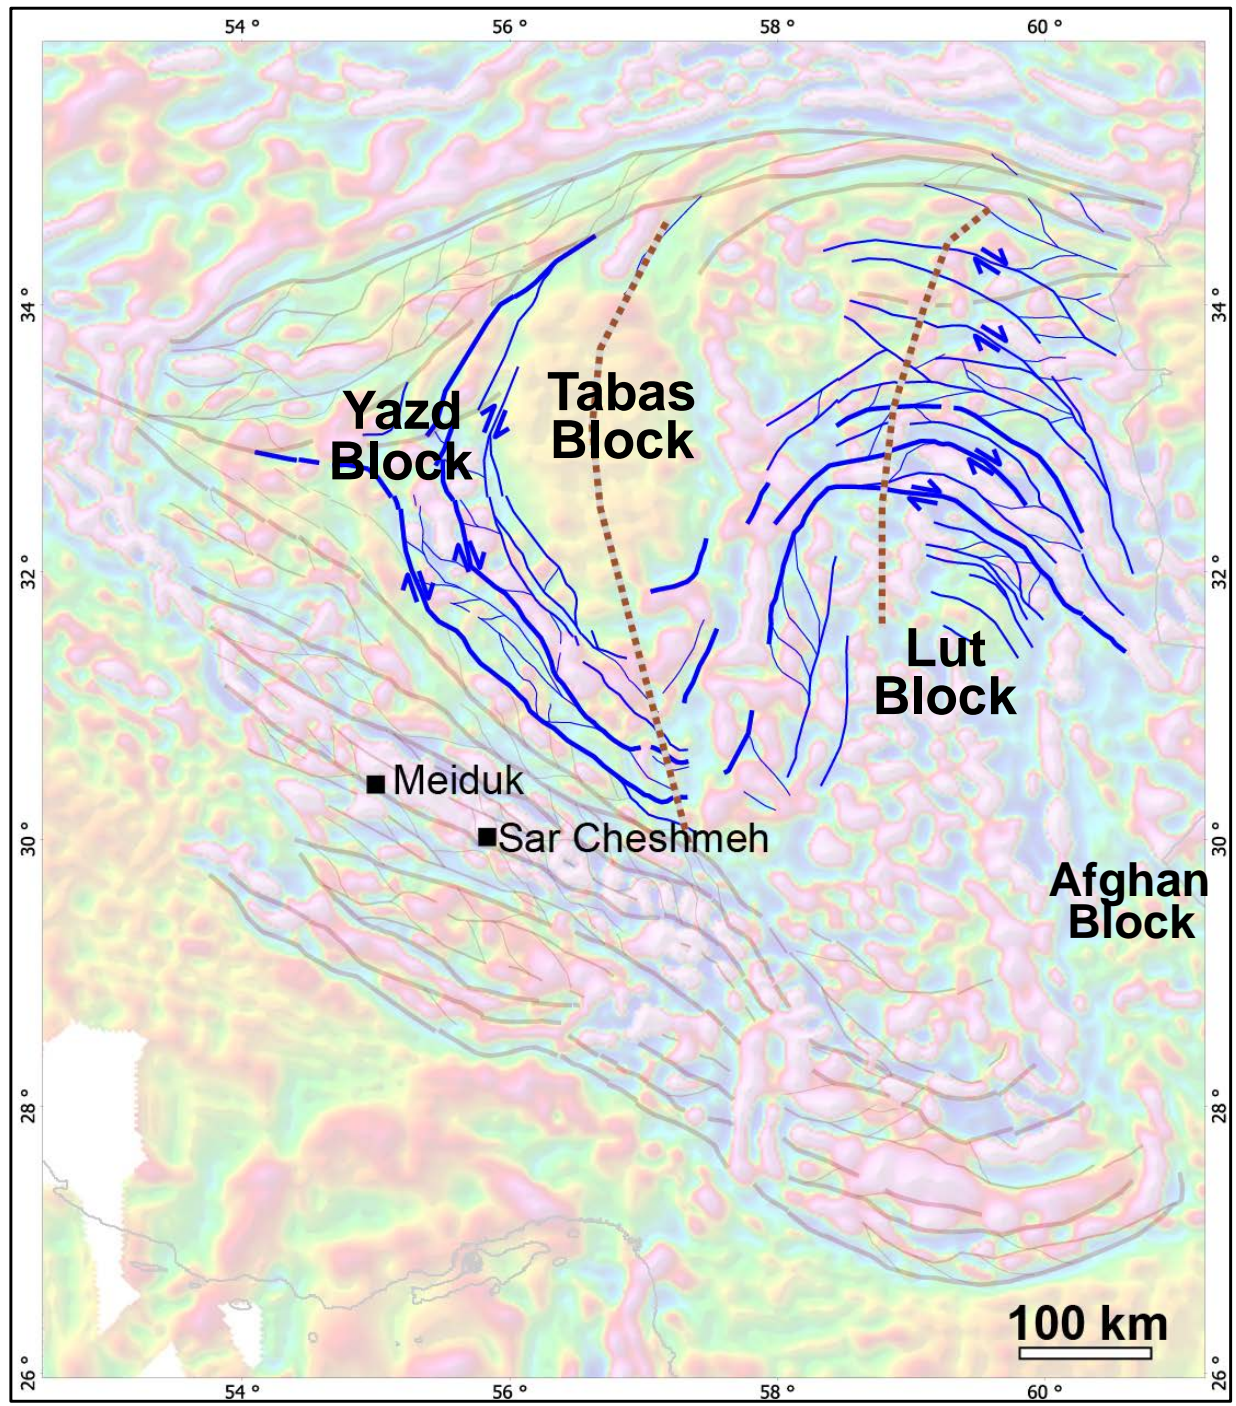 54 ° 56 ° 58 ° 60 °
34 ° 34 °
Yazd
Block
Tabas
Block
32 ° 32 °
Lut
Block
Meiduk
Sar Cheshmeh
30 ° 30 °
Afghan
Block
28 ° 28 °
100 km
26 ° 26 °
54 ° 56 ° 58 ° 60 °